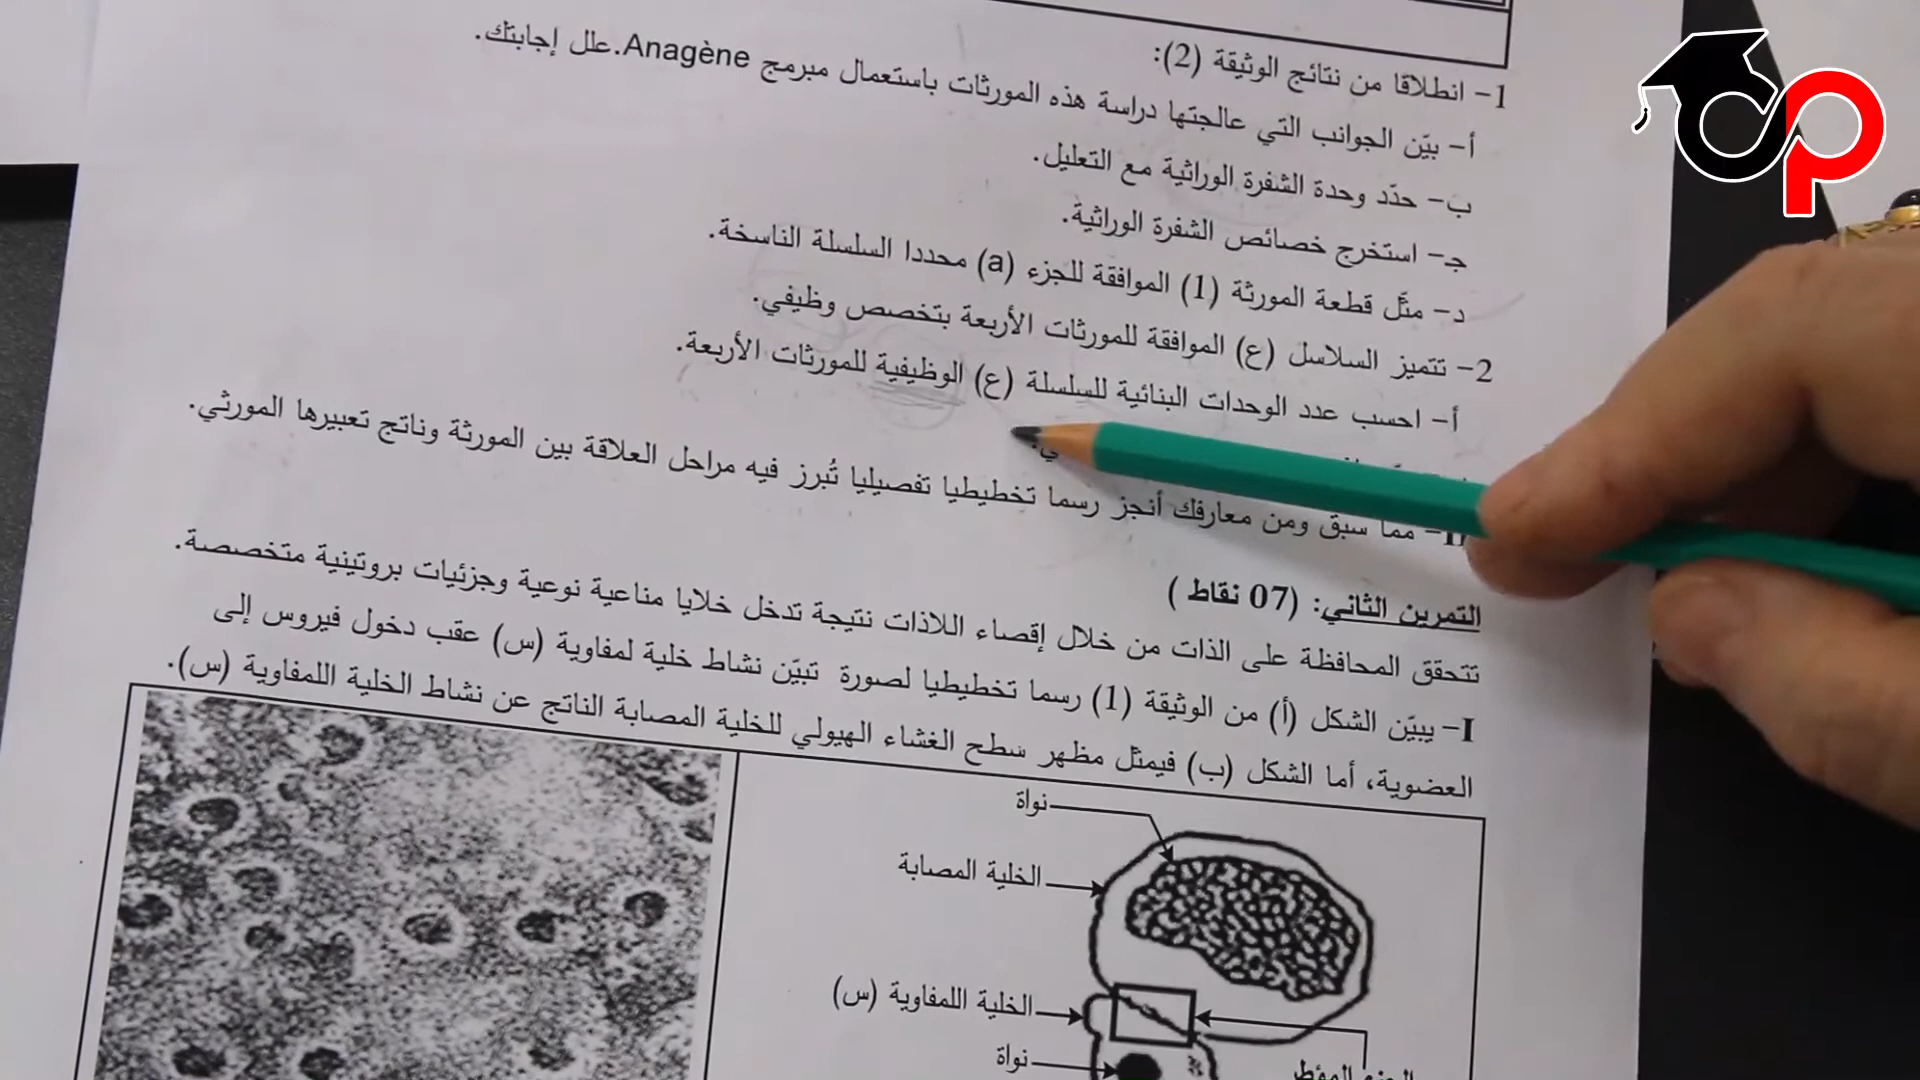 1- انطلاقا من نتائج الوثيقة (2):
أ- بيّن الجوانب التي عالجتها دراسة هذه المورثات باستعمال مبرمج Anagène. علل إجابتك.
ب- حدّد وحدة الشفرة الوراثية مع التعليل.
جـ- استخرج خصائص الشفرة الوراثية.
د- مثّل قطعة المورثة (1) الموافقة للجزء (a) محددا السلسلة الناسخة.
2- تتميز السلاسل (ع) الموافقة للمورثات الأربعة بتخصص وظيفي.
أ- احسب عدد الوحدات البنائية للسلسلة (ع) الوظيفية للمورثات الأربعة.
II- مما سبق ومن معارفك أنجز رسما تخطيطيا تفصيليا تُبرز فيه مراحل العلاقة بين المورثة وناتج تعبيرها المورثي.
التمرين الثاني: (07 نقاط )
تتحقق المحافظة على الذات من خلال إقصاء اللاذات نتيجة تدخل خلايا مناعية نوعية وجزئيات بروتينية متخصصة.
I- يبيّن الشكل (أ) من الوثيقة (1) رسما تخطيطيا لصورة تبيّن نشاط خلية لمفاوية (س) عقب دخول فيروس إلى
العضوية، أما الشكل (ب) فيمثل مظهر سطح الغشاء الهيولي للخلية المصابة الناتج عن نشاط الخلية اللمفاوية (س).
نواة
الخلية المصابة
الخلية اللمفاوية (س)
نواة